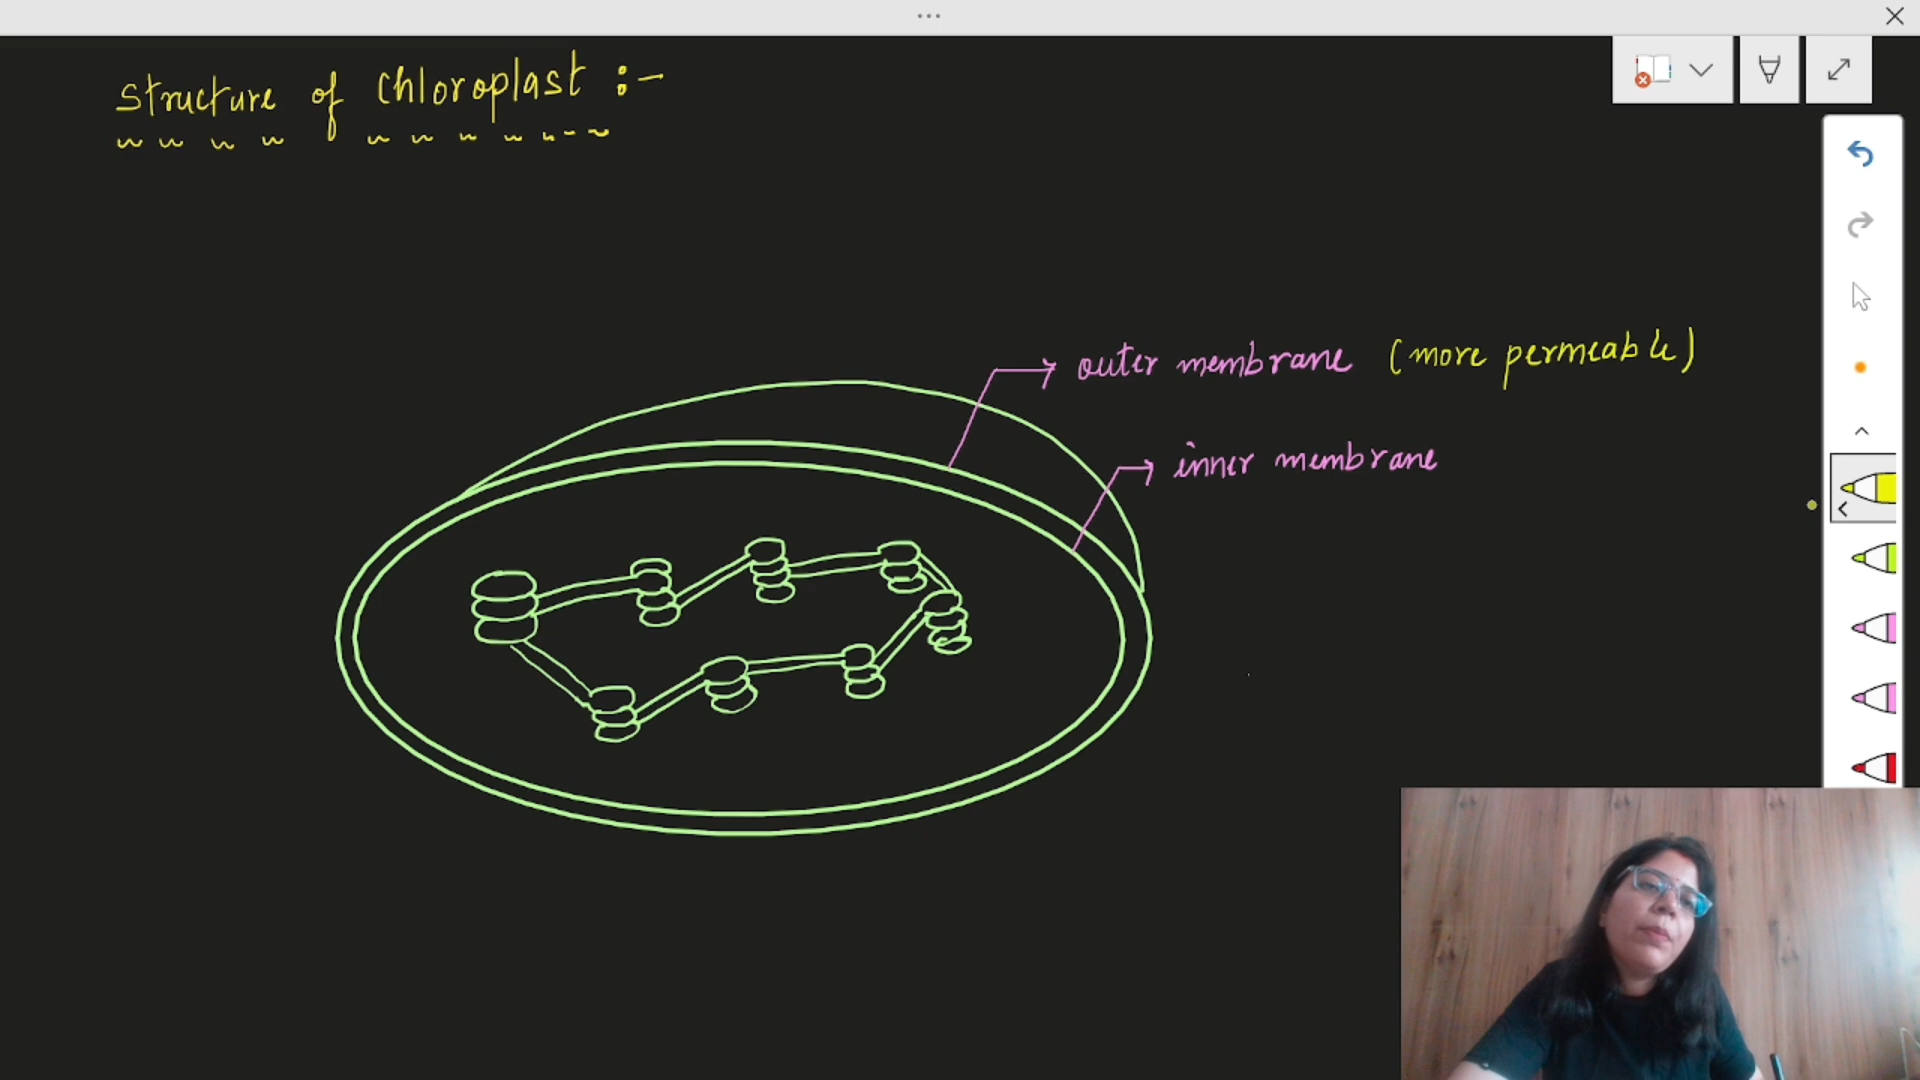 Structure of Chloroplast :-
outer membrane (more permeable)
inner membrane